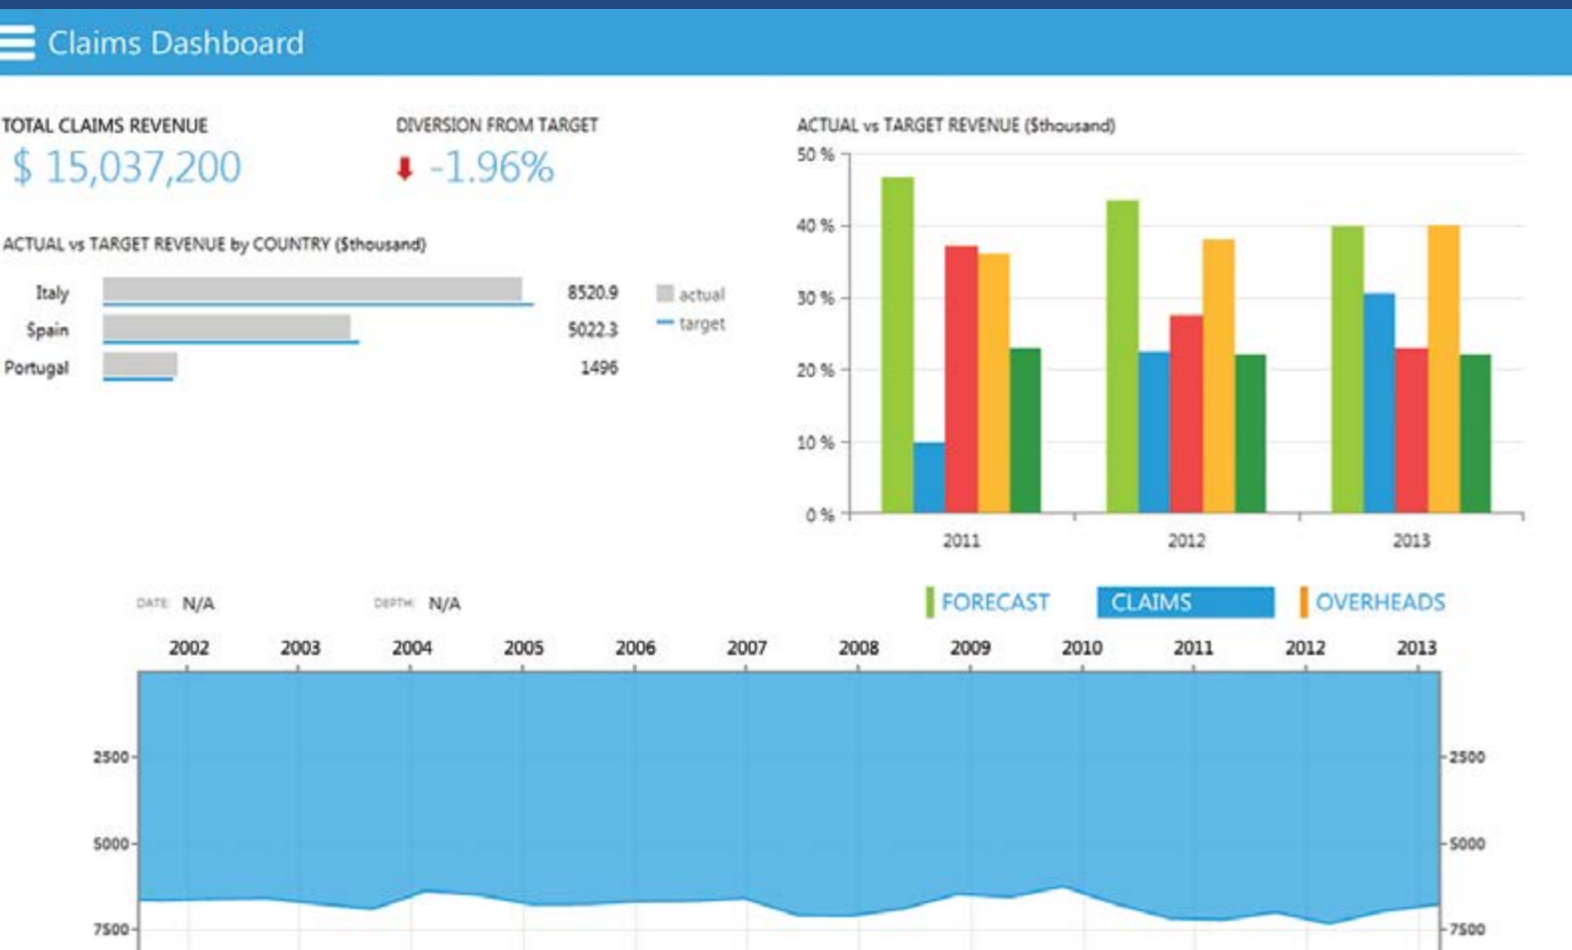 Claims Dashboard
TOTAL CLAIMS REVENUE
$ 15,037,200
DIVERSION FROM TARGET
-1.96%
ACTUAL vs TARGET REVENUE by COUNTRY ($thousand)
Italy 8520.9
Spain 5022.3
Portugal 1496
actual
target
ACTUAL vs TARGET REVENUE ($thousand)
50 %
40 %
30 %
20 %
10 %
0 %
2011 2012 2013
DATE: N/A DEPTH: N/A
FORECAST CLAIMS OVERHEADS
2002 2003 2004 2005 2006 2007 2008 2009 2010 2011 2012 2013
2500 2500
5000 5000
7500 7500